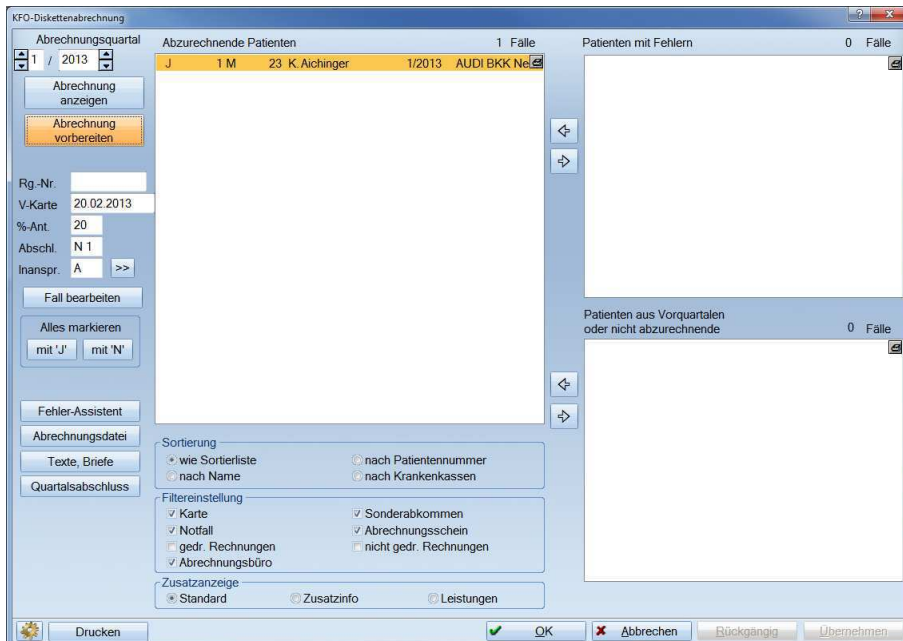 KFO-Diskettenabrechnung
Abrechnungsquartal
1 / 2013
Abrechnung
anzeigen
Abrechnung
vorbereiten
Rg.-Nr.
V-Karte 20.02.2013
%-Ant. 20
Abschl. N 1
Inanspr. A >>
Fall bearbeiten
Alles markieren
mit 'J' mit 'N'
Fehler-Assistent
Abrechnungsdatei
Texte, Briefe
Quartalsabschluss
Abzurechnende Patienten 1 Fälle
J 1 M 23 K. Aichinger 1/2013 AUDI BKK Ne
Sortierung
wie Sortierliste nach Patientennummer
nach Name nach Krankenkassen
Filtereinstellung
Karte Sonderabkommen
Notfall Abrechnungsschein
gedr. Rechnungen nicht gedr. Rechnungen
Abrechnungsbüro
Zusatzanzeige
Standard Zusatzinfo Leistungen
Patienten mit Fehlern 0 Fälle
Patienten aus Vorquartalen
oder nicht abzurechnende 0 Fälle
Drucken OK Abbrechen Rückgängig Übernehmen